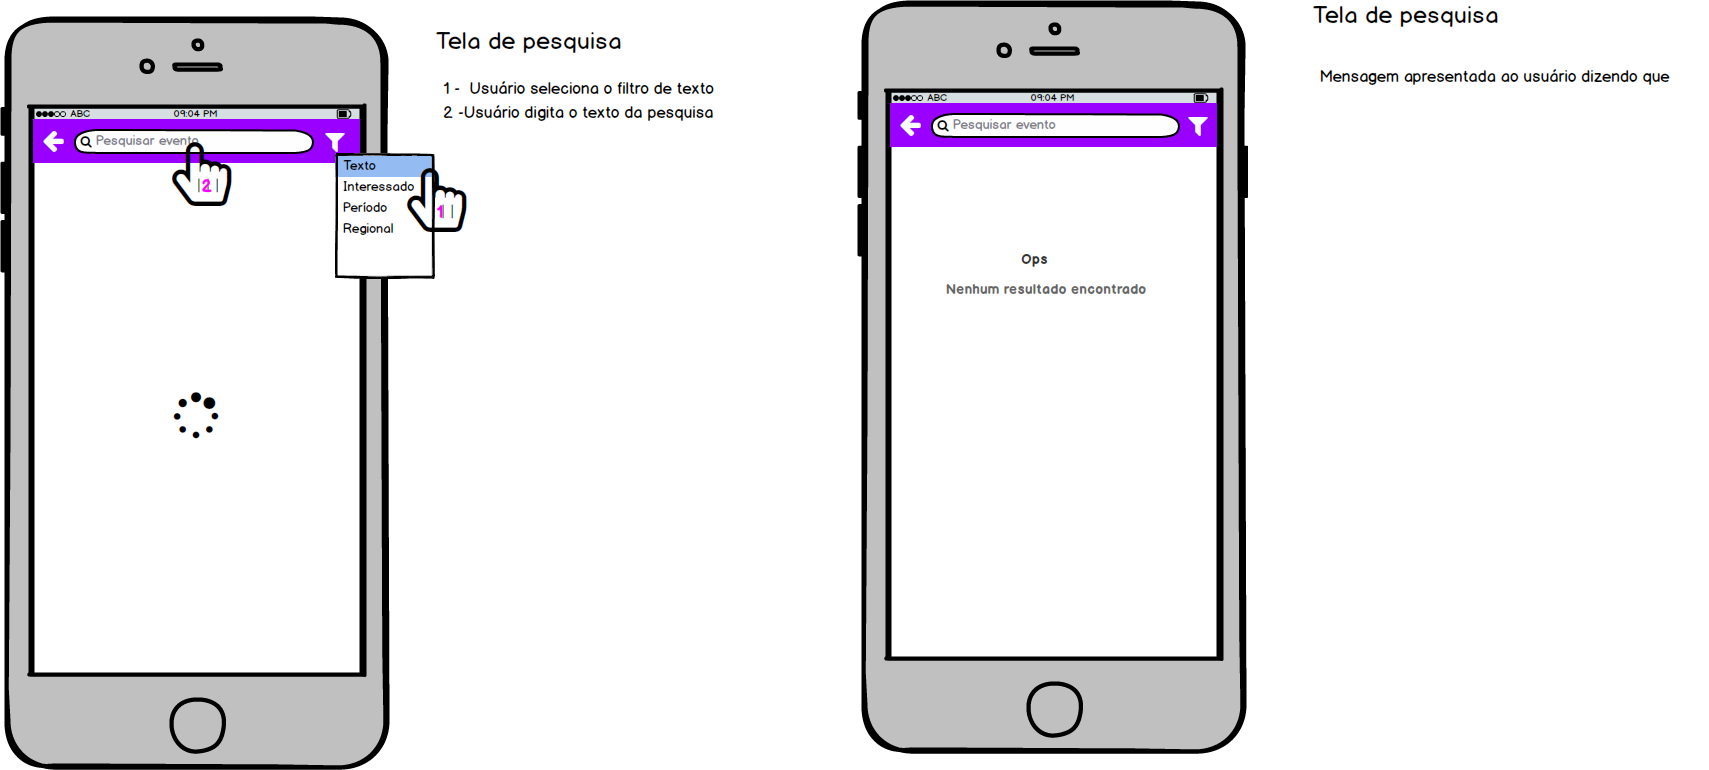 Tela de pesquisa
1 - Usuário seleciona o filtro de texto
2 -Usuário digita o texto da pesquisa
ABC 09:04 PM
Pesquisar evento
2
Texto
Interessado
Período
Regional
1
Tela de pesquisa
Mensagem apresentada ao usuário dizendo que
ABC 09:04 PM
Pesquisar evento
Ops
Nenhum resultado encontrado